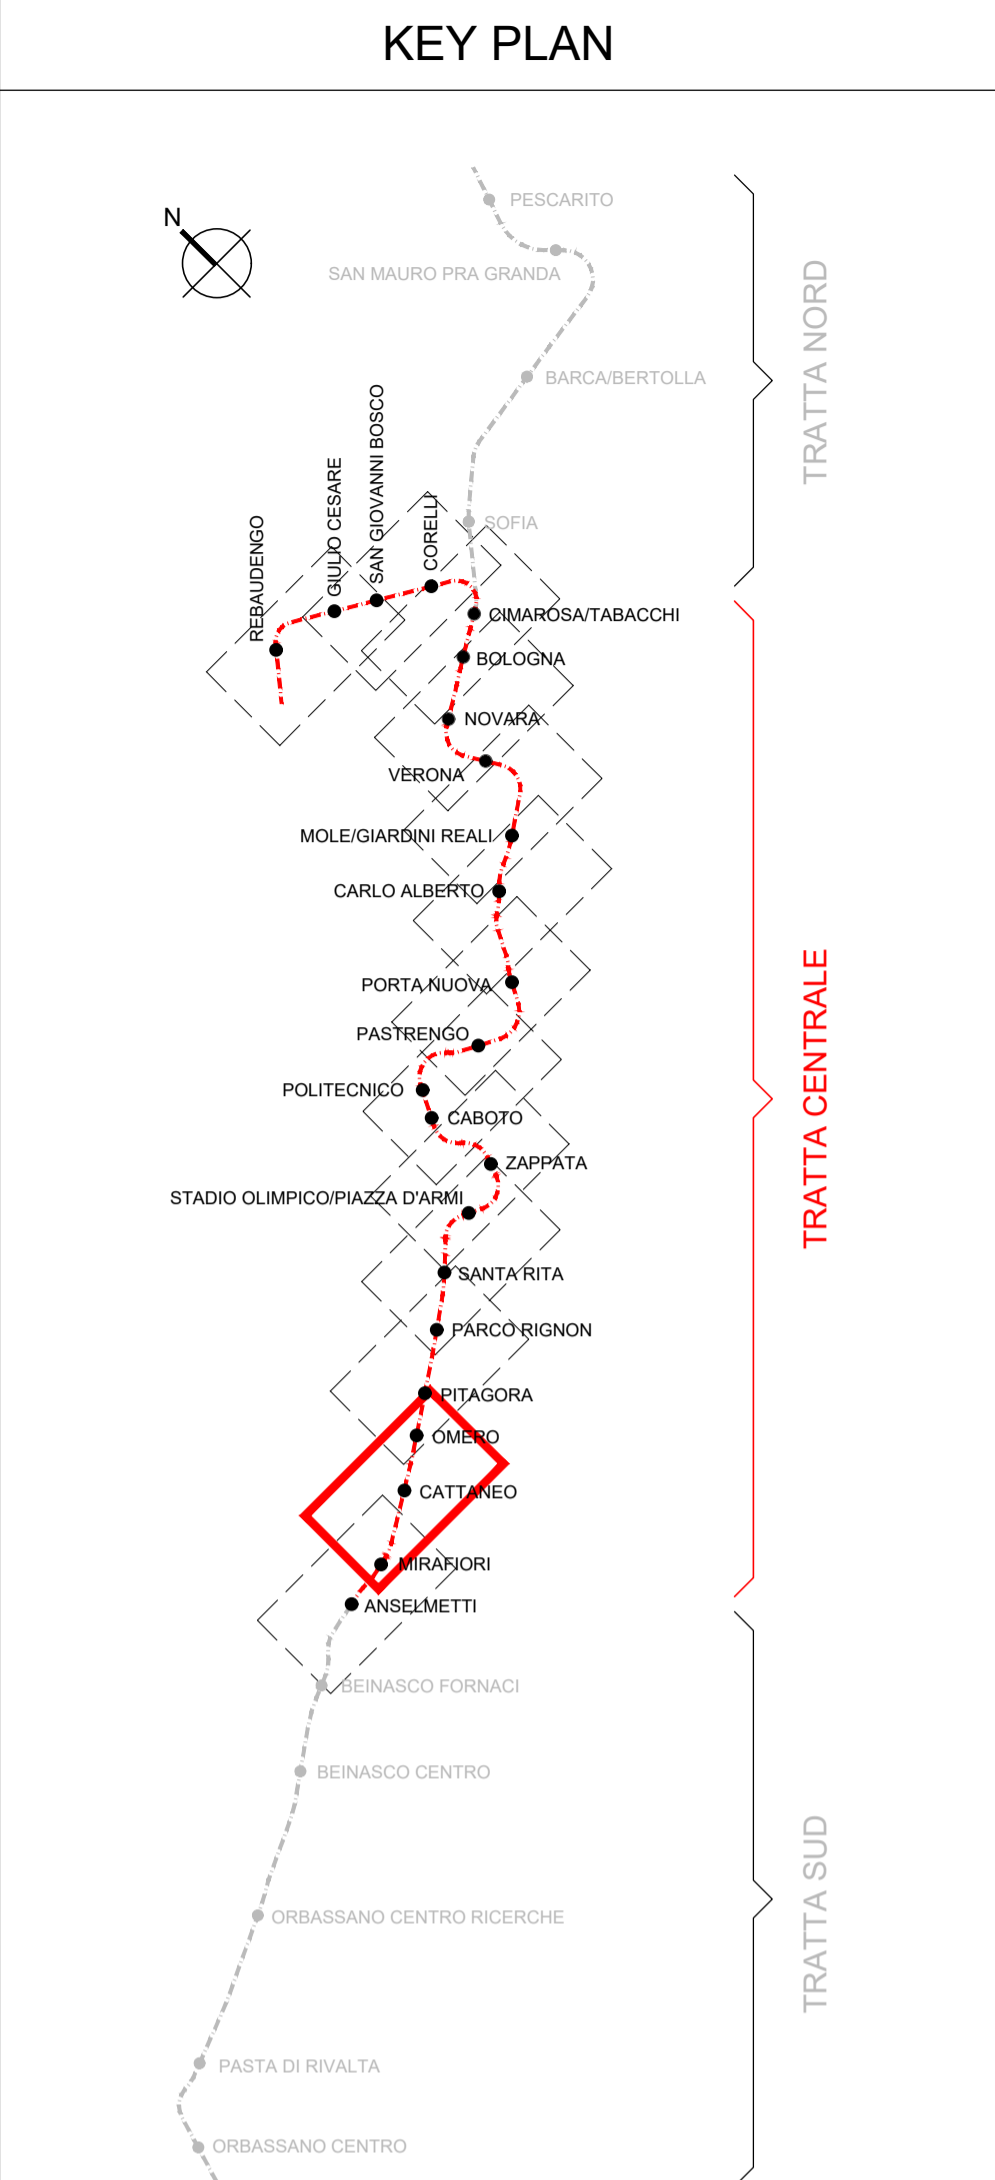 KEY PLAN
N
PESCARITO
SAN MAURO PRA GRANDA
TRATTA NORD
BARCA/BERTOLLA
SOFIA
REBAUDENGO
GIULIO CESARE
SAN GIOVANNI BOSCO
CORELLI
CIMAROSA/TABACCHI
BOLOGNA
NOVARA
VERONA
MOLE/GIARDINI REALI
CARLO ALBERTO
PORTA NUOVA
PASTRENGO
TRATTA CENTRALE
POLITECNICO
CABOTO
ZAPPATA
STADIO OLIMPICO/PIAZZA D'ARMI
SANTA RITA
PARCO RIGNON
PITAGORA
OMERO
CATTANEO
MIRAFIORI
ANSELMETTI
BEINASCO FORNACI
BEINASCO CENTRO
TRATTA SUD
ORBASSANO CENTRO RICERCHE
PASTA DI RIVALTA
ORBASSANO CENTRO